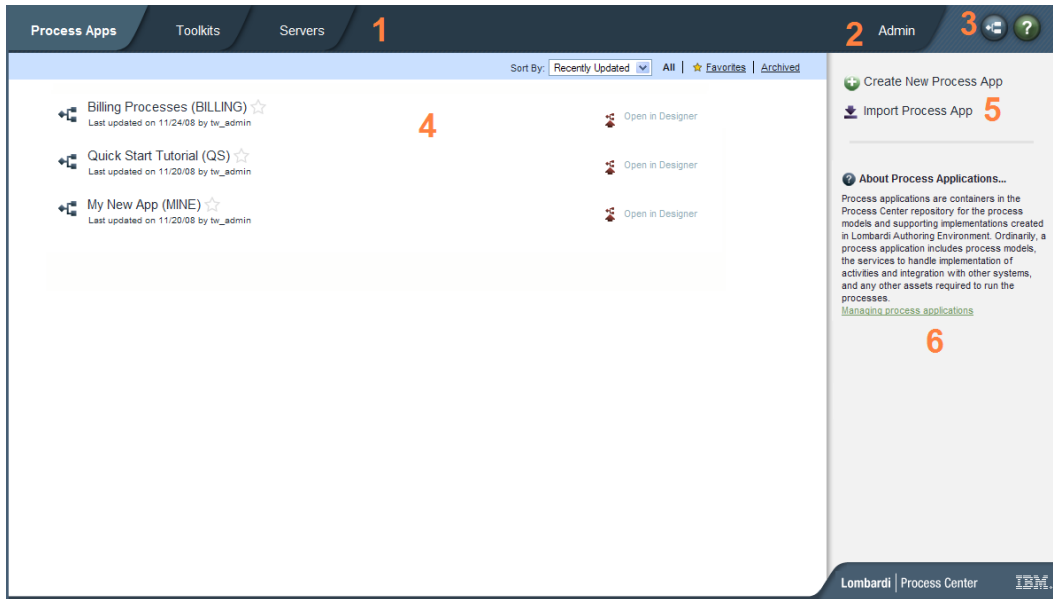 Process Apps Toolkits Servers 1 2 Admin 3 ?
Sort By: Recently Updated All | Favorites | Archived
Billing Processes (BILLING)
Last updated on 11/24/08 by tw_admin
Open in Designer
4
Quick Start Tutorial (QS)
Last updated on 11/20/08 by tw_admin
Open in Designer
My New App (MINE)
Last updated on 11/20/08 by tw_admin
Open in Designer
Create New Process App
Import Process App 5
? About Process Applications...
Process applications are containers in the
Process Center repository for the process
models and supporting implementations created
in Lombardi Authoring Environment. Ordinarily, a
process application includes process models,
the services to handle implementation of
activities and integration with other systems,
and any other assets required to run the
processes.
Managing process applications
6
Lombardi | Process Center IBM.